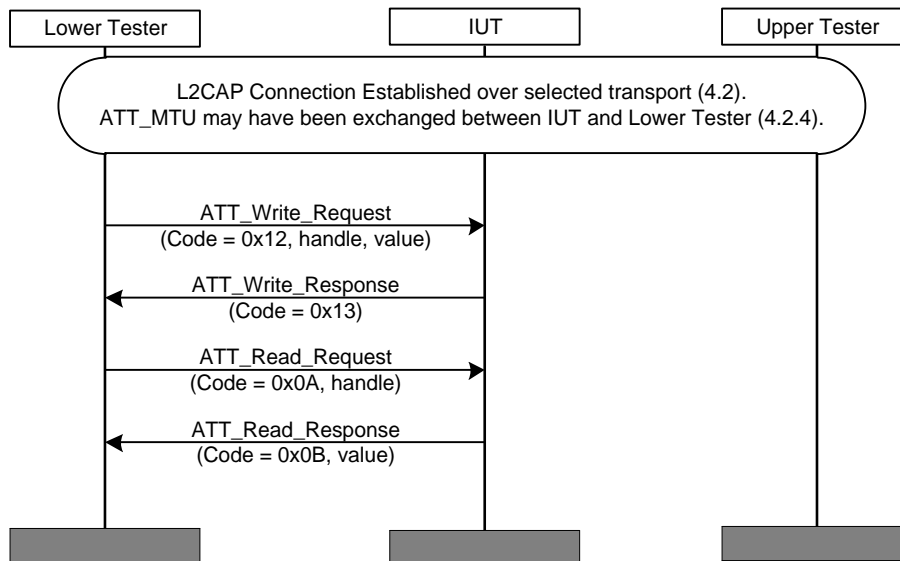 Lower Tester
IUT
Upper Tester
L2CAP Connection Established over selected transport (4.2).
ATT_MTU may have been exchanged between IUT and Lower Tester (4.2.4).
ATT_Write_Request
(Code = 0x12, handle, value)
ATT_Write_Response
(Code = 0x13)
ATT_Read_Request
(Code = 0x0A, handle)
ATT_Read_Response
(Code = 0x0B, value)